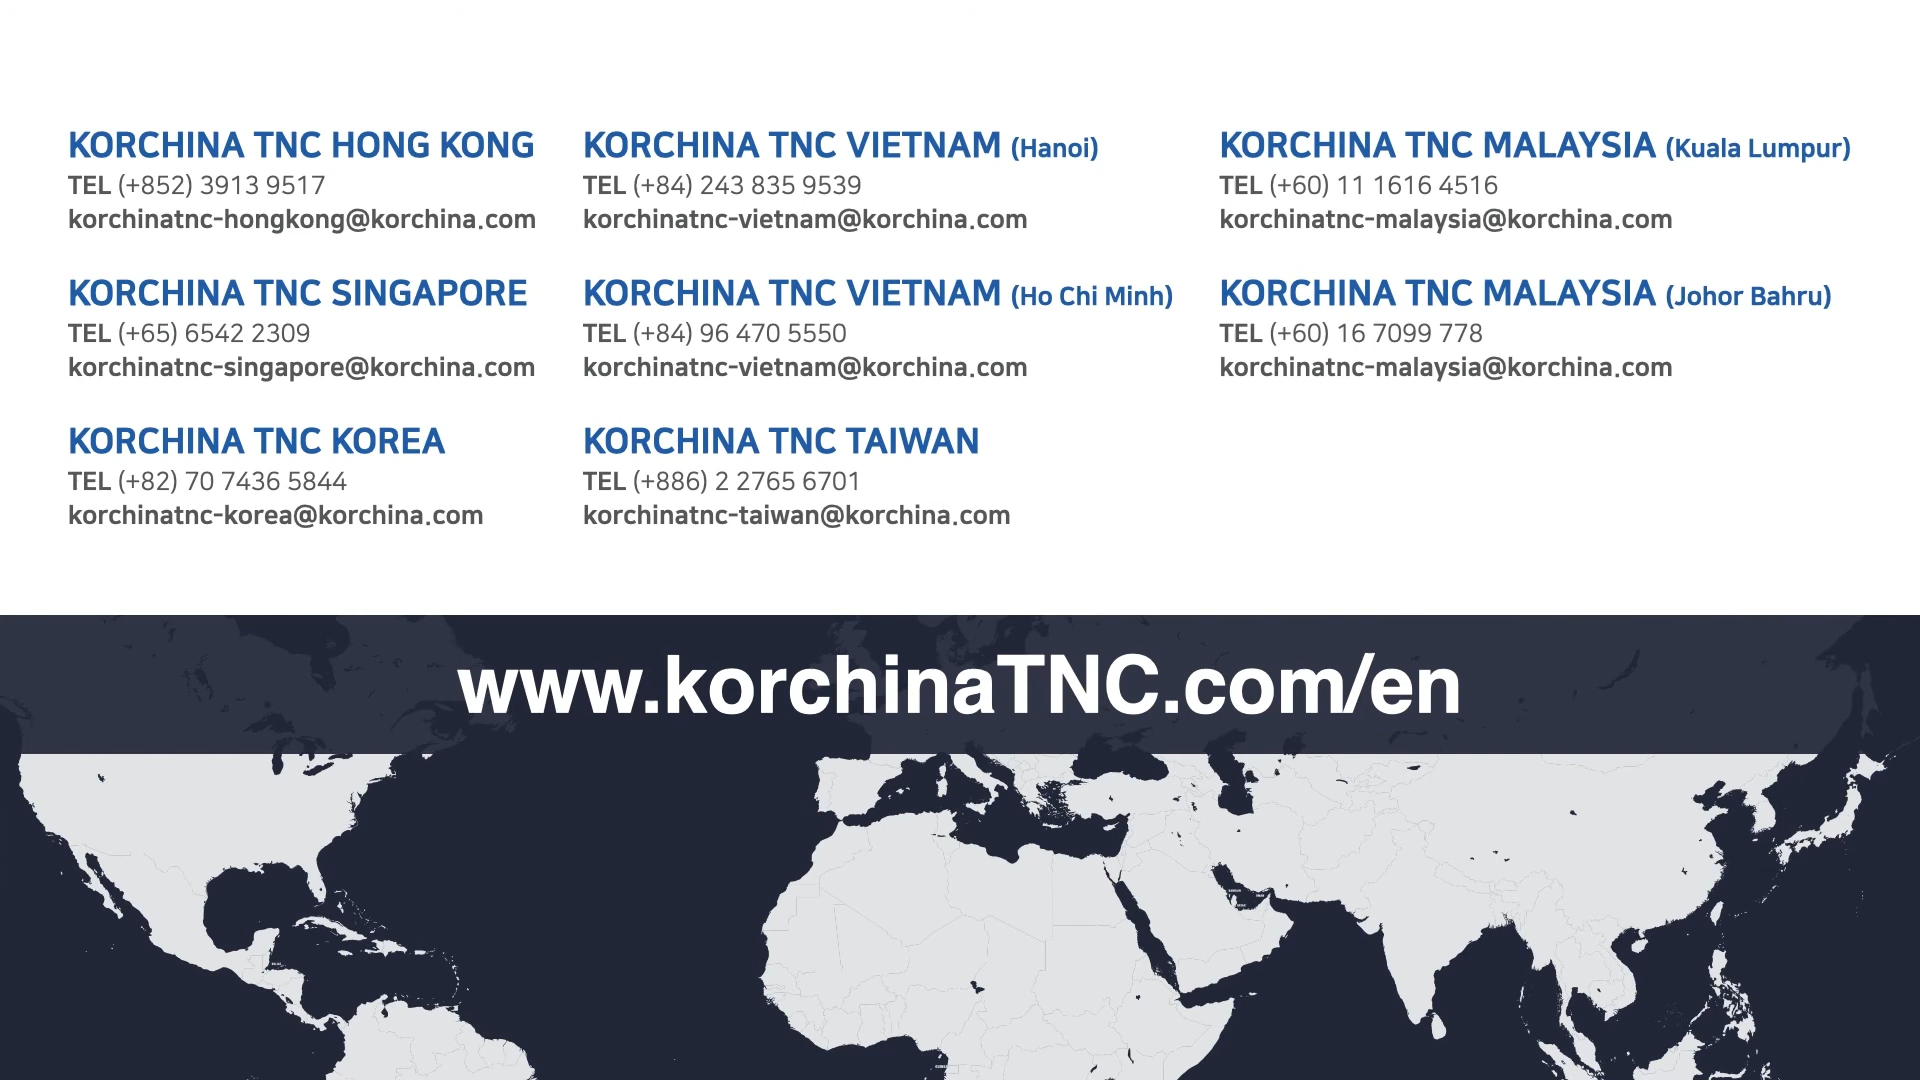 KORCHINA TNC HONG KONG
TEL (+852) 3913 9517
korchinatnc-hongkong@korchina.com
KORCHINA TNC SINGAPORE
TEL (+65) 6542 2309
korchinatnc-singapore@korchina.com
KORCHINA TNC KOREA
TEL (+82) 70 7436 5844
korchinatnc-korea@korchina.com
KORCHINA TNC VIETNAM (Hanoi)
TEL (+84) 243 835 9539
korchinatnc-vietnam@korchina.com
KORCHINA TNC VIETNAM (Ho Chi Minh)
TEL (+84) 96 470 5550
korchinatnc-vietnam@korchina.com
KORCHINA TNC TAIWAN
TEL (+886) 2 2765 6701
korchinatnc-taiwan@korchina.com
KORCHINA TNC MALAYSIA (Kuala Lumpur)
TEL (+60) 11 1616 4516
korchinatnc-malaysia@korchina.com
KORCHINA TNC MALAYSIA (Johor Bahru)
TEL (+60) 16 7099 778
korchinatnc-malaysia@korchina.com
www.korchinaTNC.com/en